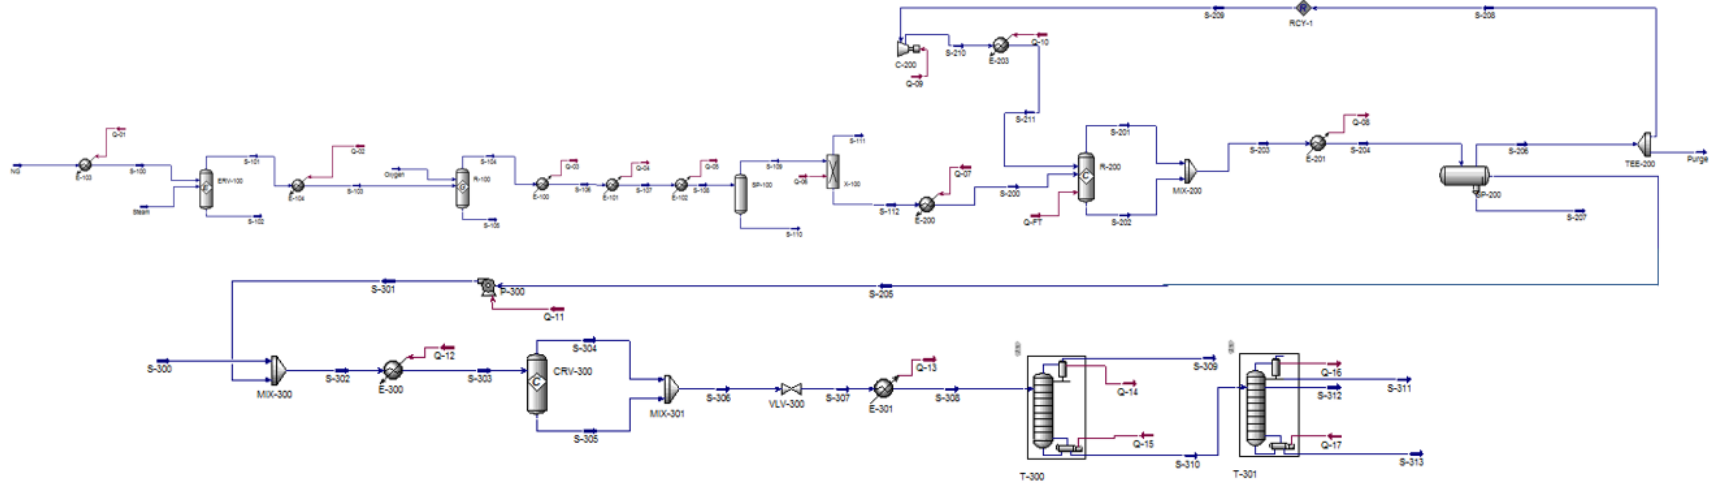 S-209
RCY-1
S-208
C-200
S-210
E-203
Q-10
Q-09
S-211
NG
E-103
Q-01
S-100
Steam
ERV-100
S-101
S-102
E-104
Q-02
S-103
Oxygen
R-100
S-104
S-105
E-100
Q-03
S-106
E-101
Q-04
S-107
E-102
Q-05
S-108
SP-100
S-109
S-110
Q-06
X-100
S-111
S-112
E-200
Q-07
S-200
Q-FT
R-200
S-201
S-202
MIX-200
S-203
E-201
Q-08
S-204
SP-200
S-206
S-207
TEE-200
Purge
S-301
P-300
Q-11
S-205
S-300
MIX-300
S-302
E-300
Q-12
S-303
CRV-300
S-304
S-305
MIX-301
S-306
VLV-300
S-307
E-301
Q-13
S-308
T-300
Q-14
S-309
Q-15
S-310
T-301
Q-16
S-311
S-312
Q-17
S-313